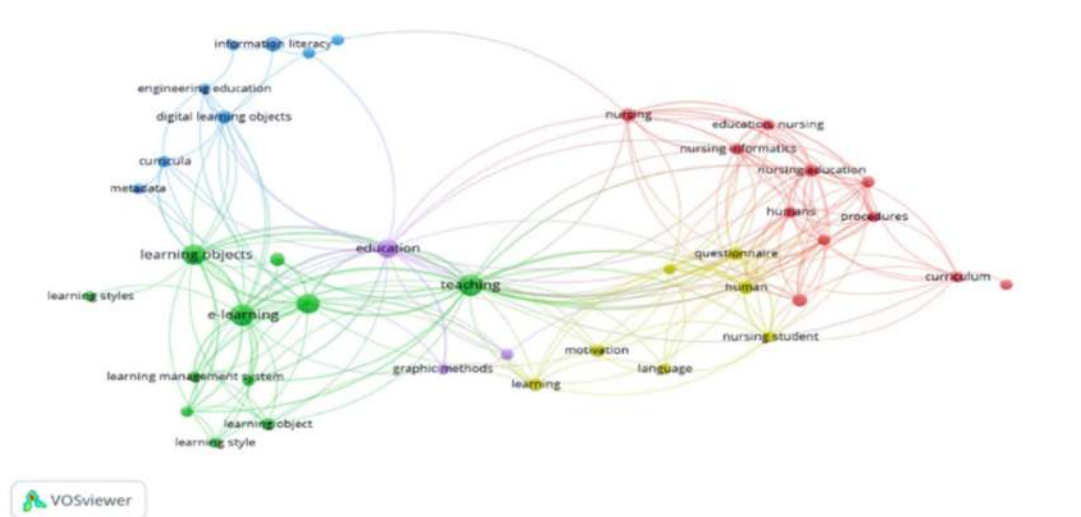 information literacy
engineering education
digital learning objects
curricula
metadata
nursing
education, nursing
nursing informatics
nursing education
humans
procedures
learning objects
education
questionnaire
teaching
human
curriculum
learning styles
e-learning
nursing student
motivation
learning management system
graphic methods
language
learning
learning object
learning style
VOSviewer